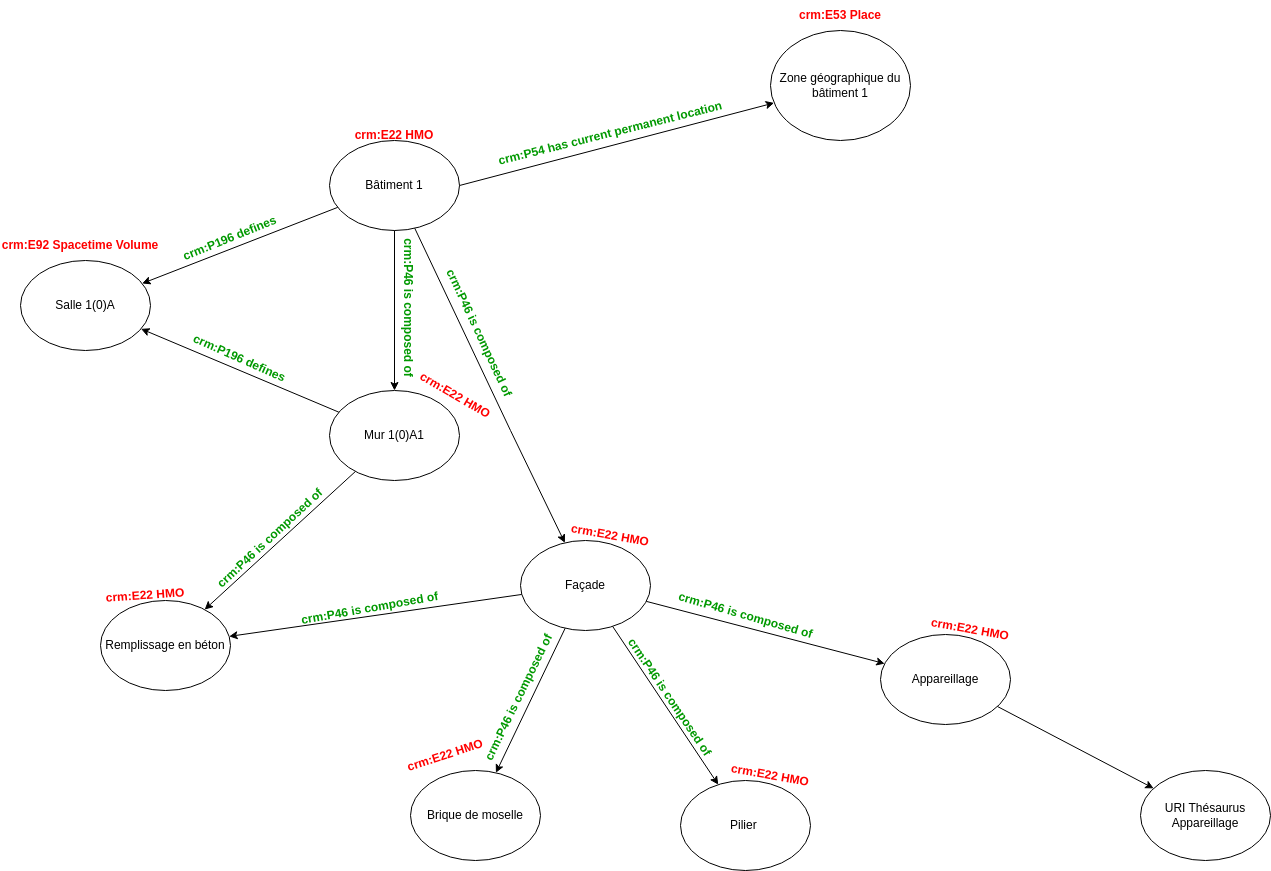 crm:E53 Place
Zone géographique du
bâtiment 1
crm:P54 has current permanent location
crm:E22 HMO
Bâtiment 1
crm:P196 defines
crm:E92 Spacetime Volume
Salle 1(0)A
crm:P46 is composed of
crm:P46 is composed of
crm:P196 defines
crm:E22 HMO
Mur 1(0)A1
crm:P46 is composed of
crm:E22 HMO
Façade
crm:E22 HMO
Remplissage en béton
crm:P46 is composed of
crm:P46 is composed of
crm:E22 HMO
Appareillage
crm:P46 is composed of
crm:P46 is composed of
crm:E22 HMO
Brique de moselle
crm:E22 HMO
Pilier
URI Thésaurus
Appareillage